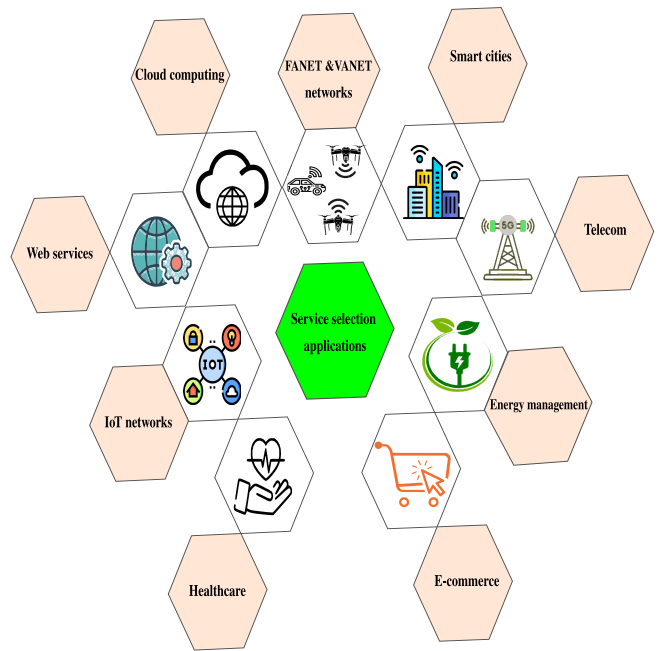 Cloud computing
FANET &VANET
networks
Smart cities
Web services
5G
Telecom
Service selection
applications
IOT
IoT networks
Energy management
Healthcare
E-commerce